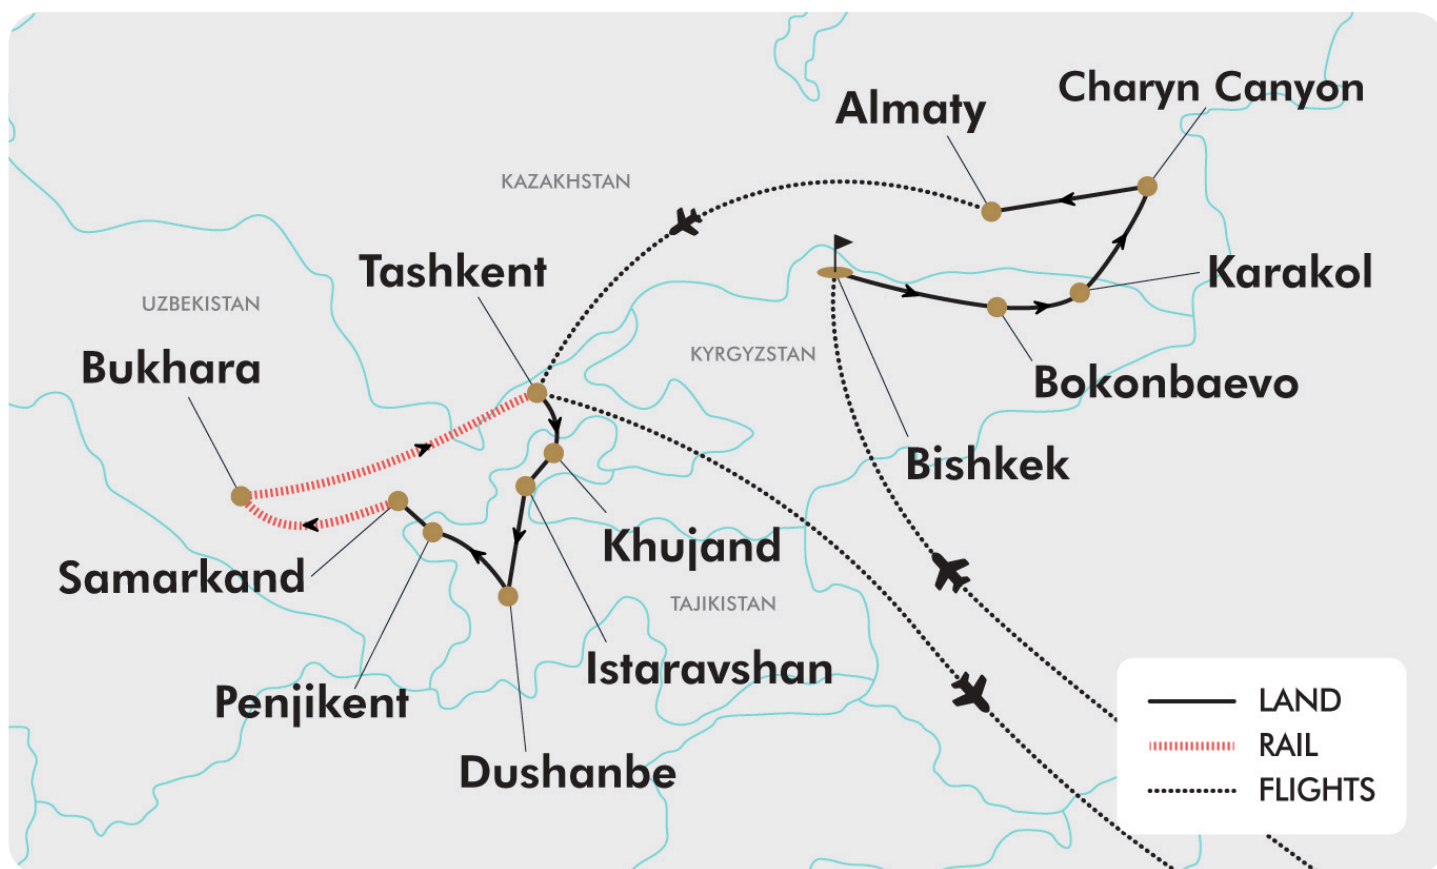 Charyn Canyon
Almaty
KAZAKHSTAN
Tashkent
Karakol
UZBEKISTAN
KYRGYZSTAN
Bukhara
Bokonbaevo
Bishkek
Khujand
Samarkand
TAJIKISTAN
Istaravshan
Penjikent
Dushanbe
LAND
RAIL
FLIGHTS